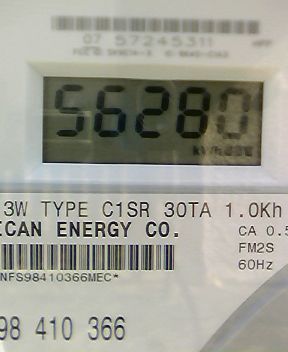 07 57245311
56280
3W TYPE C1SR 30TA 1.0Kh
ICAN ENERGY CO.
CA 0.5
FM2S
60Hz
NFS98410366MEC*
98 410 366